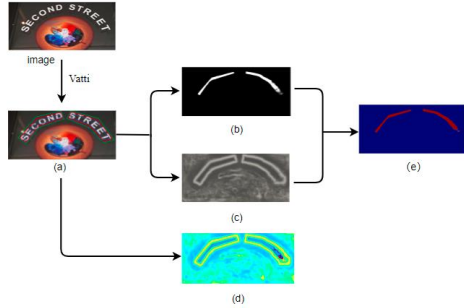 SECOND STREET
image
Vatti
SECOND STREET
(a)
(b)
(c)
(d)
(e)